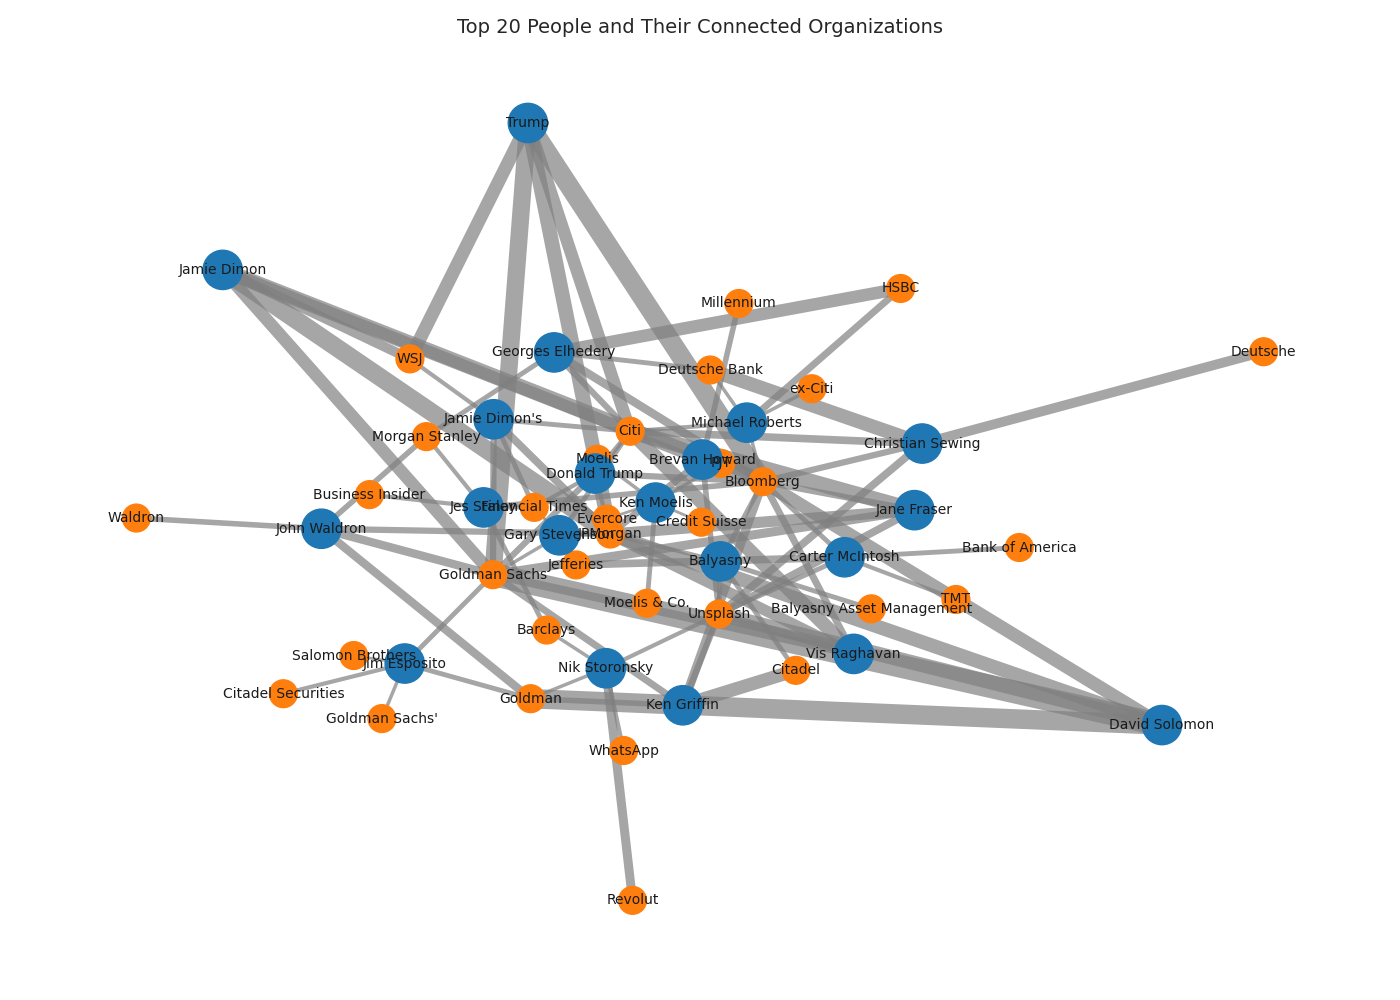 Top 20 People and Their Connected Organizations
Trump
Jamie Dimon
HSBC
Millennium
Georges Elhedery
Deutsche
WSJ
Deutsche Bank
ex-Citi
Jamie Dimon's
Michael Roberts
Citi
Morgan Stanley
Christian Sewing
Moelis
Brevan Howard
PJT
Donald Trump
Bloomberg
Business Insider
Ken Moelis
Jes Staley
Financial Times
Jane Fraser
Waldron
Evercore
Credit Suisse
John Waldron
Gary Stevenson
JPMorgan
Bank of America
Carter McIntosh
Balyasny
Jefferies
Goldman Sachs
TMT
Moelis & Co.
Balyasny Asset Management
Unsplash
Barclays
Salomon Brothers
Vis Raghavan
Jim Esposito
Nik Storonsky
Citadel
Citadel Securities
Goldman
Ken Griffin
Goldman Sachs'
David Solomon
WhatsApp
Revolut